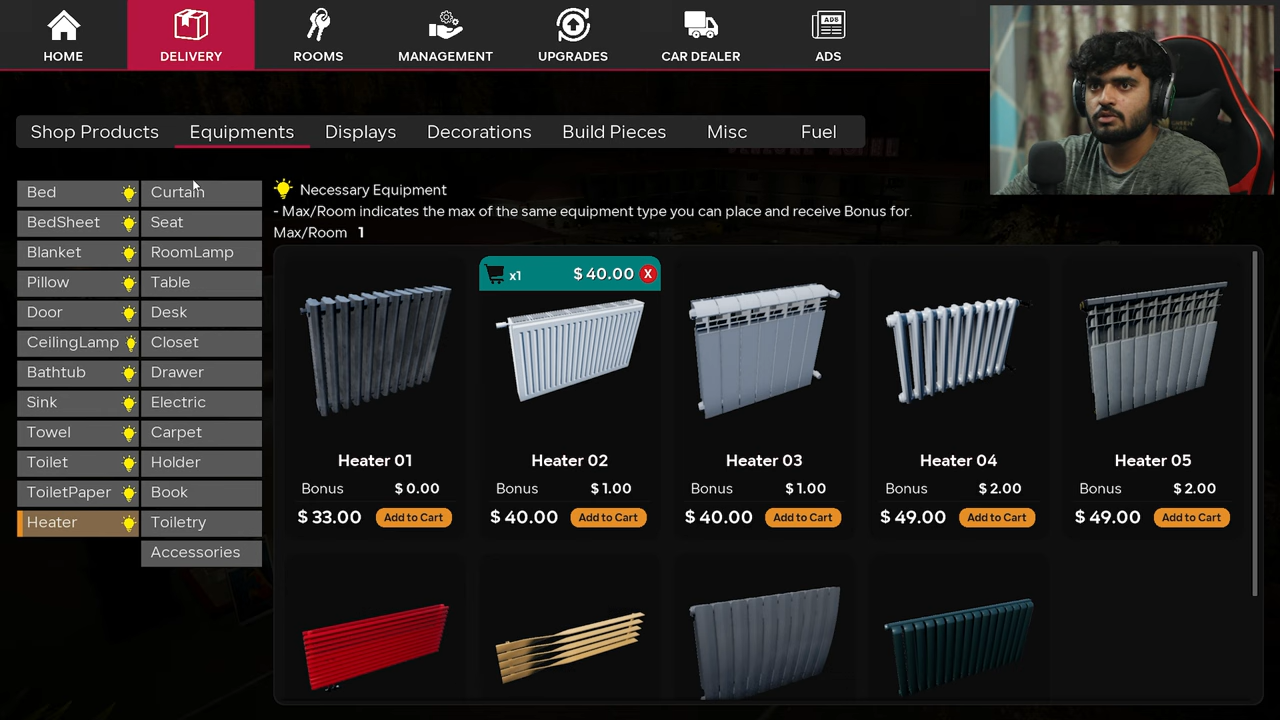 HOME
DELIVERY
ROOMS
MANAGEMENT
UPGRADES
CAR DEALER
ADS
ADS
Shop Products
Equipments
Displays
Decorations
Build Pieces
Misc
Fuel
Bed
Curtain
BedSheet
Seat
Blanket
RoomLamp
Pillow
Table
Door
Desk
CeilingLamp
Closet
Bathtub
Drawer
Sink
Electric
Towel
Carpet
Toilet
Holder
ToiletPaper
Book
Heater
Toiletry
Accessories
Necessary Equipment
- Max/Room indicates the max of the same equipment type you can place and receive Bonus for.
Max/Room 1
x1 $ 40.00 X
Heater 01
Bonus $ 0.00
$ 33.00 Add to Cart
Heater 02
Bonus $ 1.00
$ 40.00 Add to Cart
Heater 03
Bonus $ 1.00
$ 40.00 Add to Cart
Heater 04
Bonus $ 2.00
$ 49.00 Add to Cart
Heater 05
Bonus $ 2.00
$ 49.00 Add to Cart